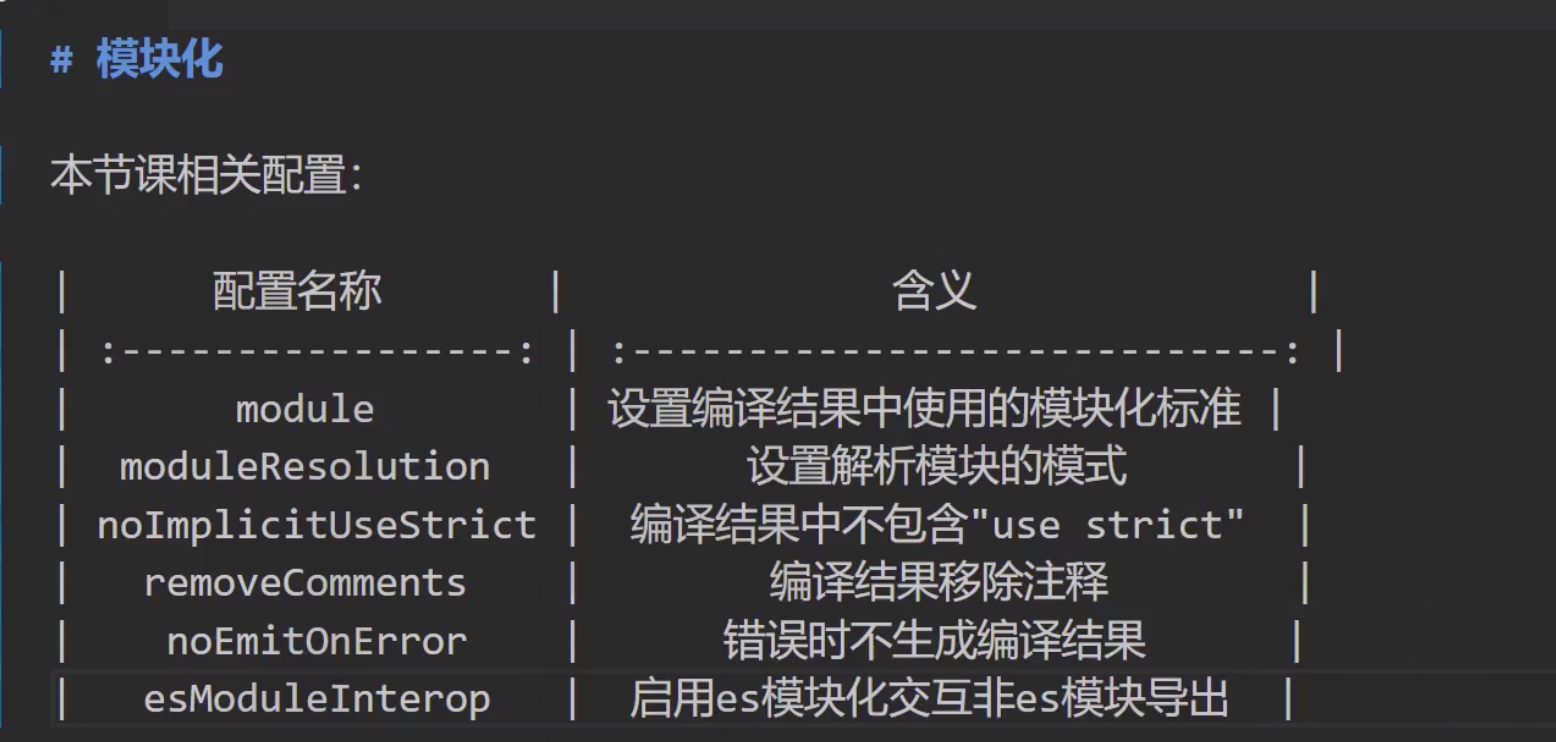 # 模块化
本节课相关配置：
| 配置名称 | 含义 |
| :-----------------: | :----------------------------: |
| module | 设置编译结果中使用的模块化标准 |
| moduleResolution | 设置解析模块的模式 |
| noImplicitUseStrict | 编译结果中不包含"use strict" |
| removeComments | 编译结果移除注释 |
| noEmitOnError | 错误时不生成编译结果 |
| esModuleInterop | 启用es模块化交互非es模块导出 |